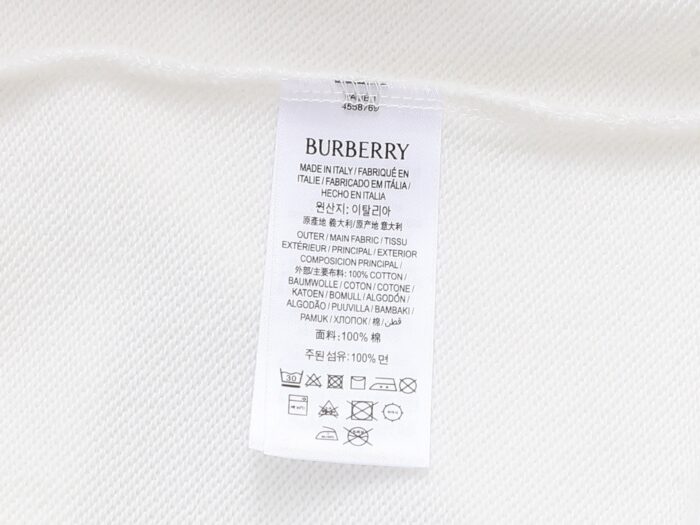 4558769
BURBERRY
MADE IN ITALY / FABRIQUÉ EN
ITALIE / FABRICADO EM ITÁLIA /
HECHO EN ITALIA
원산지: 이탈리아
原產地 義大利/原产地 意大利
OUTER / MAIN FABRIC / TISSU
EXTÉRIEUR / PRINCIPAL / EXTERIOR
COMPOSICION PRINCIPAL /
外部/主要布料: 100% COTTON /
BAUMWOLLE / COTON / COTONE /
KATOEN / BOMULL / ALGODÓN /
ALGODÃO / PUUVILLA / BAMBAKI /
PAMUK / ХЛОПОК / 棉 / قطن
面料: 100% 棉
주된 섬유: 100% 면
30